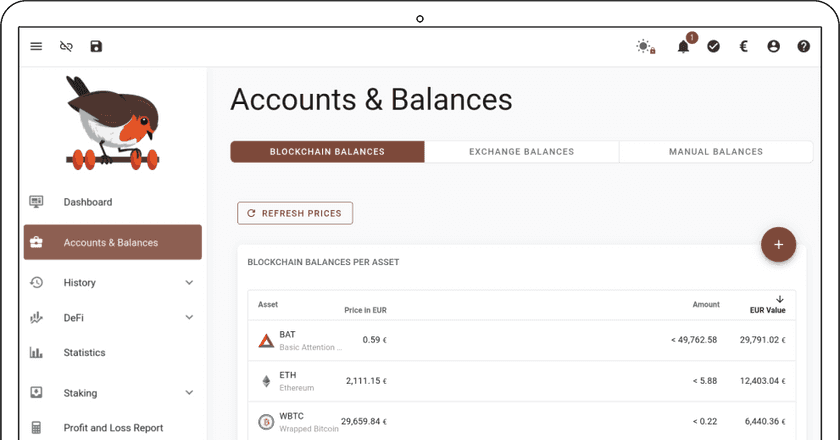 1
Accounts & Balances
BLOCKCHAIN BALANCES EXCHANGE BALANCES MANUAL BALANCES
Dashboard
Accounts & Balances
History
DeFi
Statistics
Staking
Profit and Loss Report
REFRESH PRICES
BLOCKCHAIN BALANCES PER ASSET
Asset Price in EUR Amount EUR Value
BAT
Basic Attention ... 0.59 € < 49,762.58 29,791.02 €
ETH
Ethereum 2,111.15 € < 5.88 12,403.04 €
WBTC
Wrapped Bitcoin 29,659.84 € < 0.22 6,440.36 €